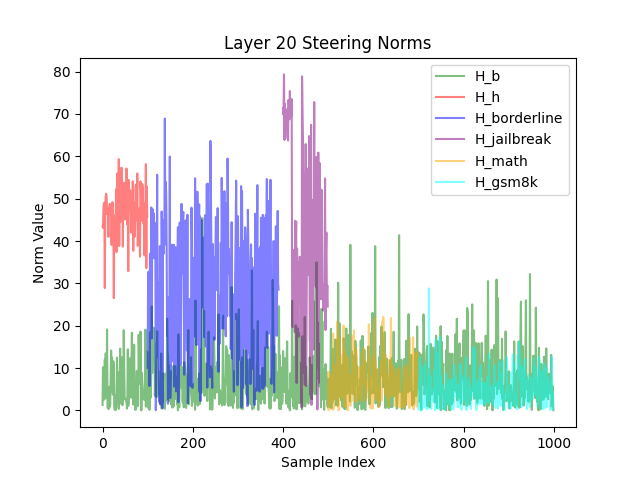 Layer 20 Steering Norms
H_b
H_h
H_borderline
H_jailbreak
H_math
H_gsm8k
Norm Value
80
70
60
50
40
30
20
10
0
0 200 400 600 800 1000
Sample Index